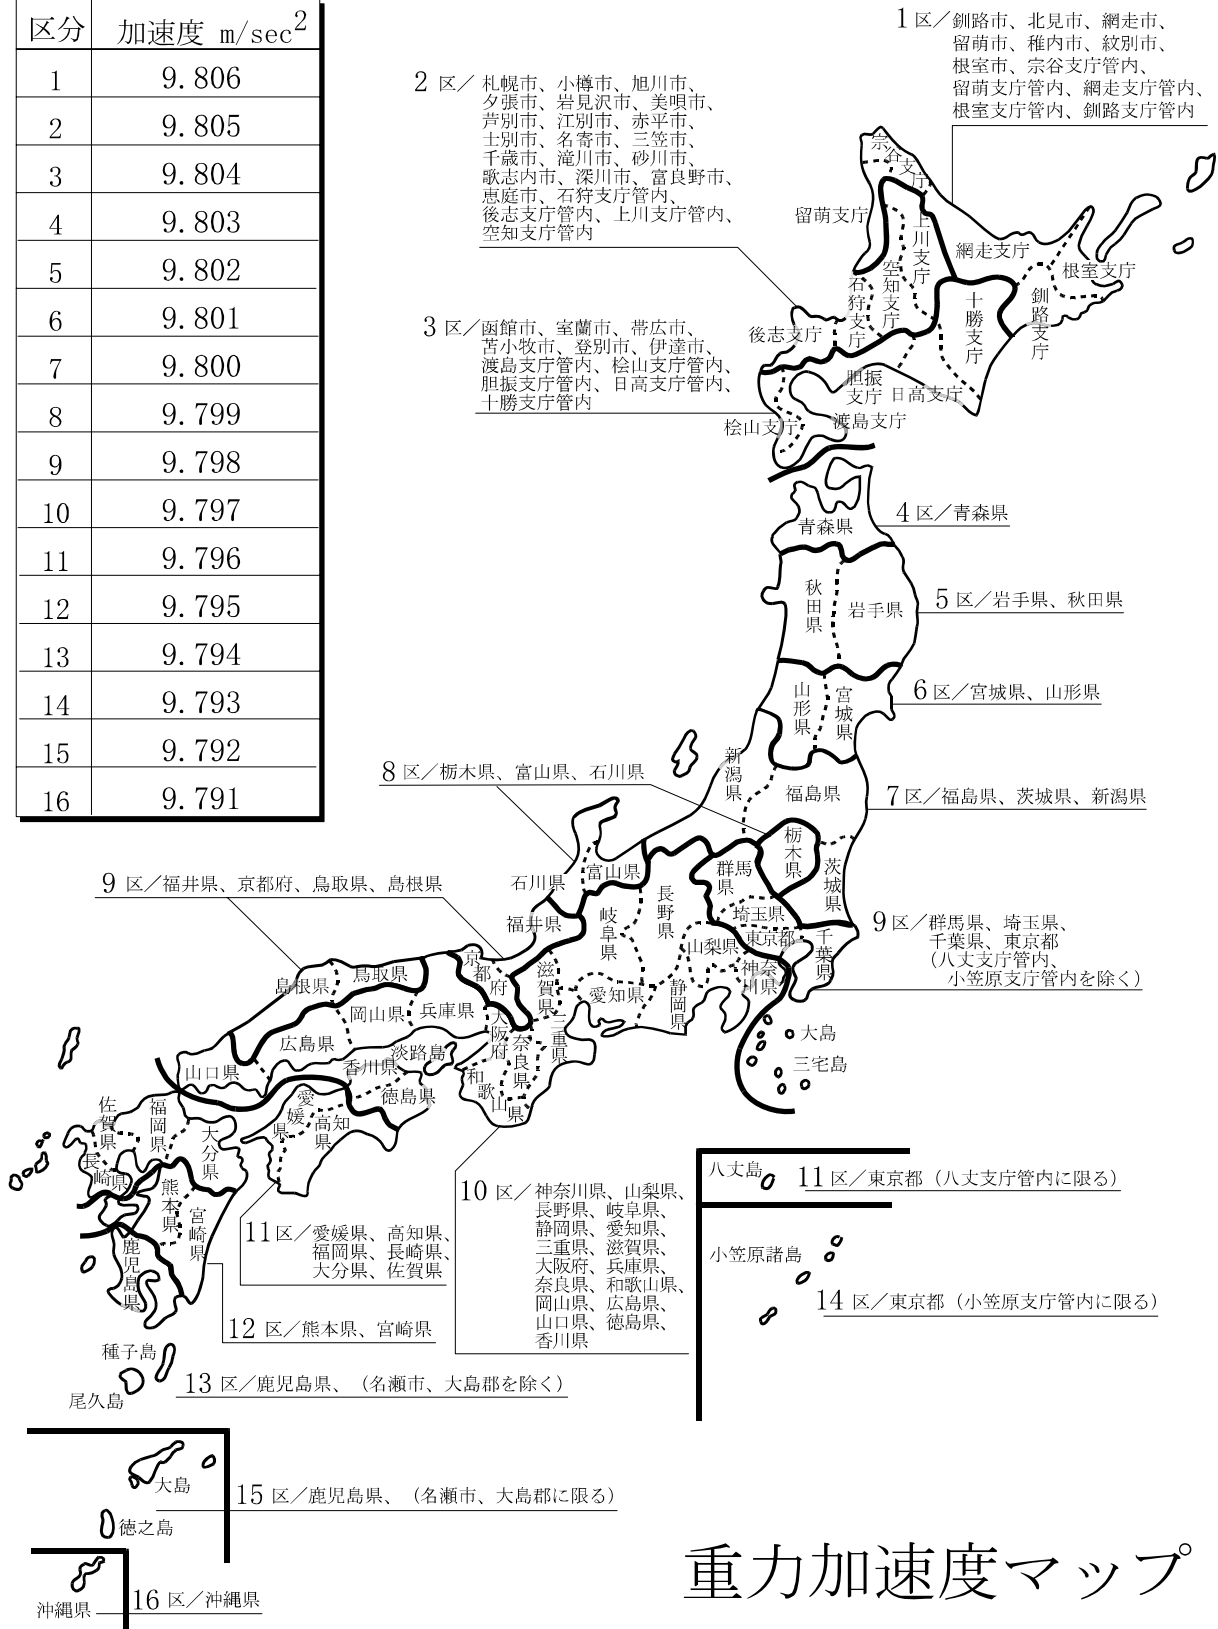 区分 加速度 m/sec2
1 9.806
2 9.805
3 9.804
4 9.803
5 9.802
6 9.801
7 9.800
8 9.799
9 9.798
10 9.797
11 9.796
12 9.795
13 9.794
14 9.793
15 9.792
16 9.791
1 区／釧路市、北見市、網走市、
留萌市、稚内市、紋別市、
根室市、宗谷支庁管内、
留萌支庁管内、網走支庁管内、
根室支庁管内、釧路支庁管内
2 区／札幌市、小樽市、旭川市、
夕張市、岩見沢市、美唄市、
芦別市、江別市、赤平市、
士別市、名寄市、三笠市、
千歳市、滝川市、砂川市、
歌志内市、深川市、富良野市、
恵庭市、石狩支庁管内、
後志支庁管内、上川支庁管内、
空知支庁管内
3 区／函館市、室蘭市、帯広市、
苫小牧市、登別市、伊達市、
渡島支庁管内、桧山支庁管内、
胆振支庁管内、日高支庁管内、
十勝支庁管内
宗谷支庁
留萌支庁
上川支庁
網走支庁
根室支庁
空知支庁
石狩支庁
釧路支庁
十勝支庁
後志支庁
胆振
支庁
日高支庁
渡島支庁
桧山支庁
4 区／青森県
青森県
5 区／岩手県、秋田県
秋田県
岩手県
6 区／宮城県、山形県
山形県
宮城県
新潟県
7 区／福島県、茨城県、新潟県
福島県
8 区／栃木県、富山県、石川県
栃木県
茨城県
群馬
県
富山県
石川県
長野県
9 区／福井県、京都府、鳥取県、島根県
9 区／群馬県、埼玉県、
千葉県、東京都
（八丈支庁管内、
小笠原支庁管内を除く）
埼玉県
東京都
千葉県
山梨県
神奈
川県
福井県
岐阜県
滋賀県
愛知県
静岡県
京都府
鳥取県
島根県
岡山県
兵庫県
広島県
山口県
大阪府
奈良県
三重県
和歌山県
淡路島
香川県
徳島県
愛媛県
高知
県
大島
三宅島
福岡県
佐賀県
長崎県
大分県
熊本県
宮崎県
鹿児島県
10 区／神奈川県、山梨県、
長野県、岐阜県、
静岡県、愛知県、
三重県、滋賀県、
大阪府、兵庫県、
奈良県、和歌山県、
岡山県、広島県、
山口県、徳島県、
香川県
11区／愛媛県、高知県、
福岡県、長崎県、
大分県、佐賀県
八丈島
11 区／東京都（八丈支庁管内に限る）
小笠原諸島
14 区／東京都（小笠原支庁管内に限る）
12 区／熊本県、宮崎県
種子島
尾久島
13 区／鹿児島県、（名瀬市、大島郡を除く）
大島
徳之島
15 区／鹿児島県、（名瀬市、大島郡に限る）
沖縄県
16 区／沖縄県
重力加速度マップ